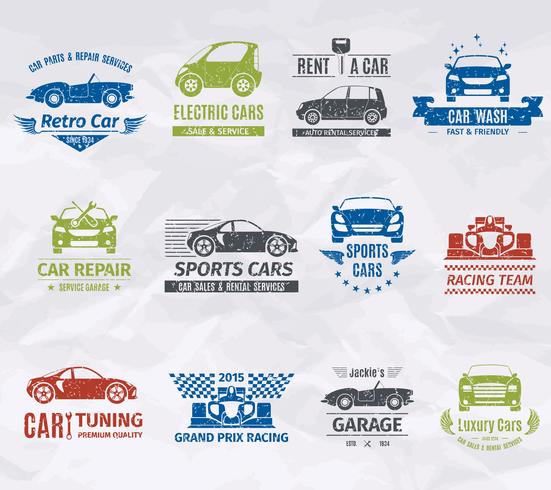 CAR PARTS & REPAIR SERVICES
Retro Car
SINCE 1934
ELECTRIC CARS
SALE & SERVICE
RENT A CAR
AUTO RENTAL SERVICES
CAR WASH
FAST & FRIENDLY
CAR REPAIR
SERVICE GARAGE
SPORTS CARS
CAR SALES & RENTAL SERVICES
SPORTS
CARS
RACING TEAM
CAR TUNING
PREMIUM QUALITY
2015
GRAND PRIX RACING
Jackie's
GARAGE
ESTD. 1934
Luxury Cars
SINCE 1934
CAR SALES & RENTAL SERVICES